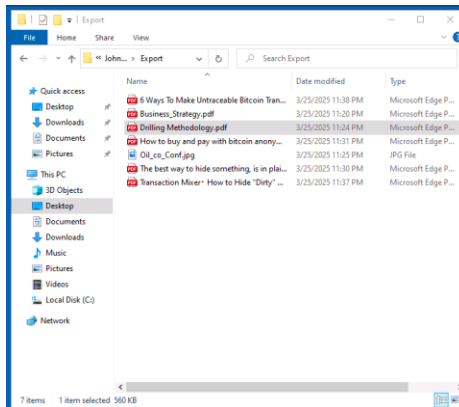 Export
File Home Share View
« John... > Export
Search Export
Name Date modified Type
Quick access
Desktop
Downloads
Documents
Pictures
This PC
3D Objects
Desktop
Documents
Downloads
Music
Pictures
Videos
Local Disk (C:)
Network
6 Ways To Make Untraceable Bitcoin Tran... 3/25/2025 11:38 PM Microsoft Edge P...
Business_Strategy.pdf 3/25/2025 11:20 PM Microsoft Edge P...
Drilling Methodology.pdf 3/25/2025 11:24 PM Microsoft Edge P...
How to buy and pay with bitcoin anony... 3/25/2025 11:31 PM Microsoft Edge P...
Oil_co_Conf.jpg 3/25/2025 11:25 PM JPG File
The best way to hide something, is in plai... 3/25/2025 11:30 PM Microsoft Edge P...
Transaction Mixer· How to Hide "Dirty" ... 3/25/2025 11:37 PM Microsoft Edge P...
7 items 1 item selected 560 KB